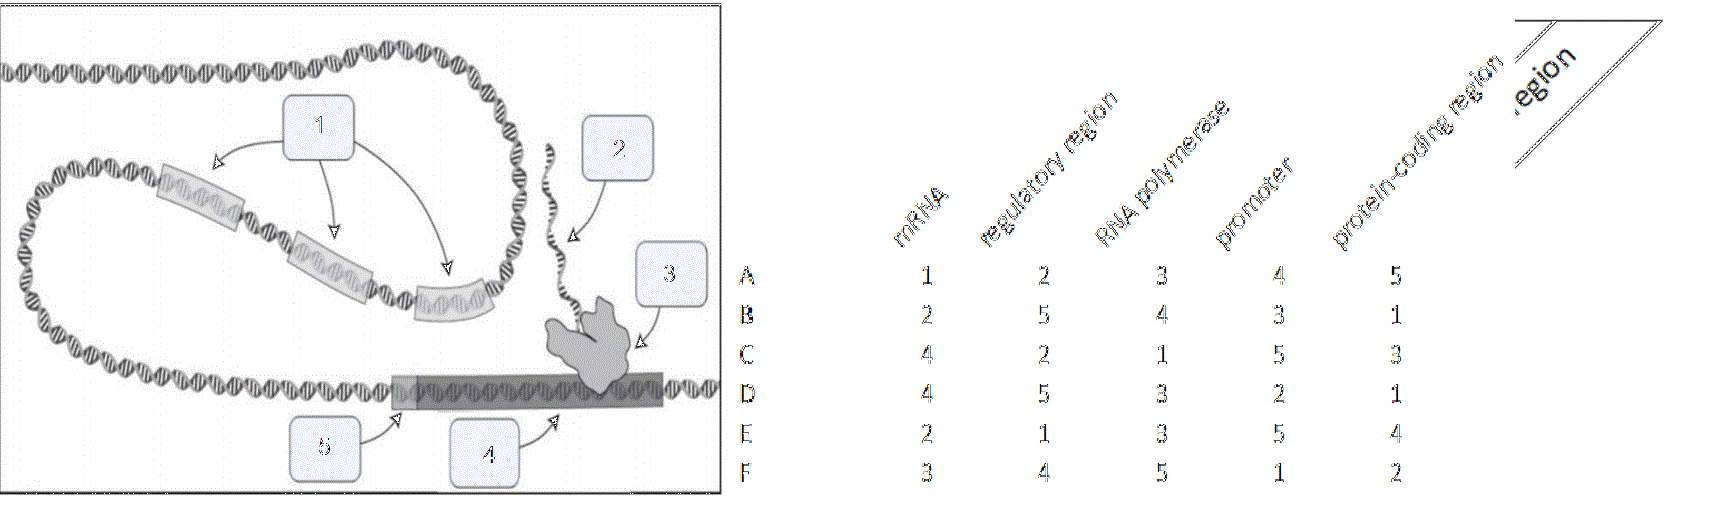 1
2
3
5
4
mRNA regulatory region RNA polymerase promoter protein-coding region
egion
A 1 2 3 4 5
B 2 5 4 3 1
C 4 2 1 5 3
D 4 5 3 2 1
E 2 1 3 5 4
F 3 4 5 1 2